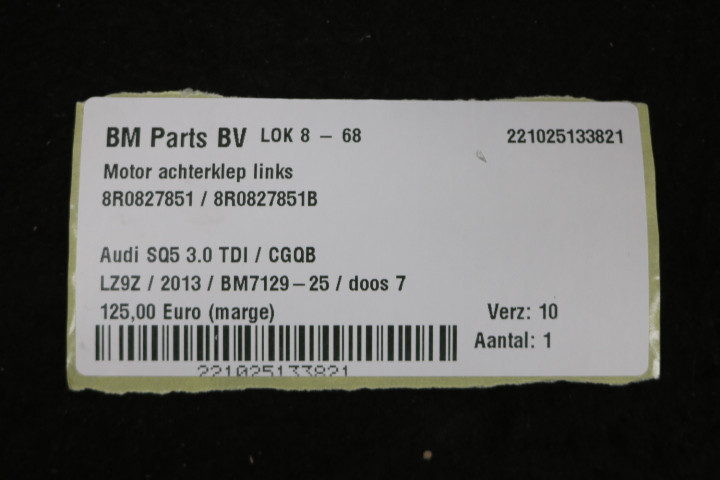 BM Parts BV LOK 8 – 68 221025133821
Motor achterklep links
8R0827851 / 8R0827851B
Audi SQ5 3.0 TDI / CGQB
LZ9Z / 2013 / BM7129–25 / doos 7
125,00 Euro (marge) Verz: 10
Aantal: 1
221025133821